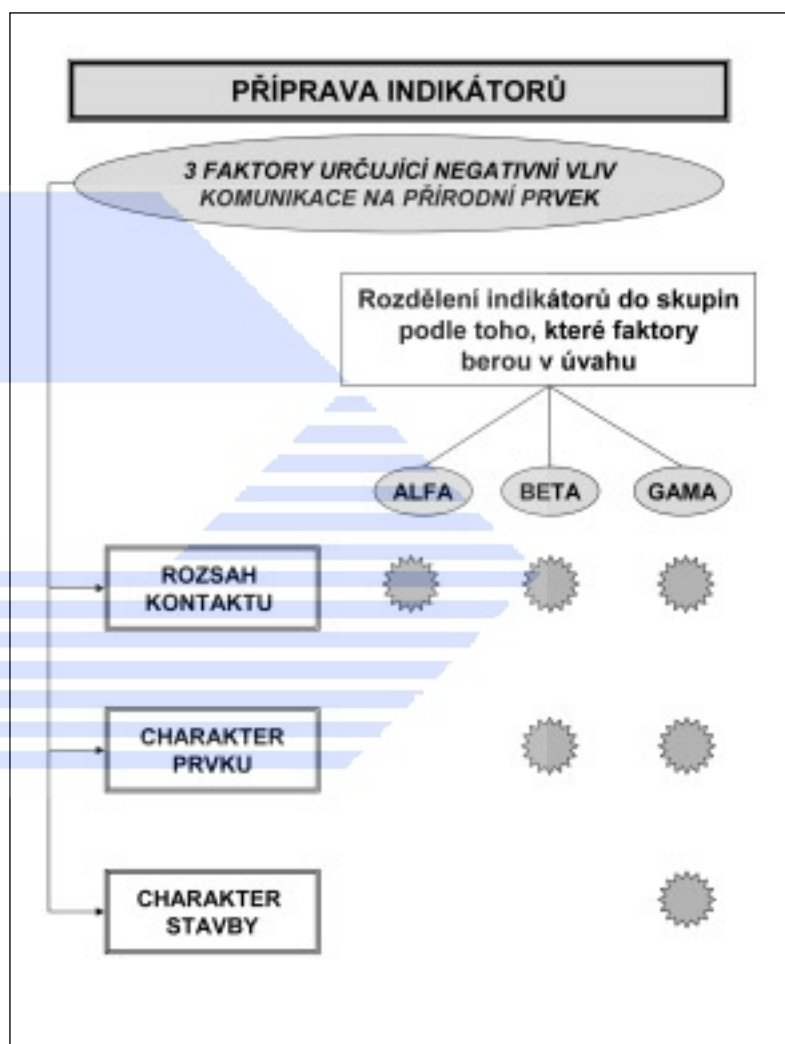 PŘÍPRAVA INDIKÁTORŮ
3 FAKTORY URČUJÍCÍ NEGATIVNÍ VLIV
KOMUNIKACE NA PŘÍRODNÍ PRVEK
Rozdělení indikátorů do skupin
podle toho, které faktory
berou v úvahu
ALFA BETA GAMA
ROZSAH
KONTAKTU
CHARAKTER
PRVKU
CHARAKTER
STAVBY